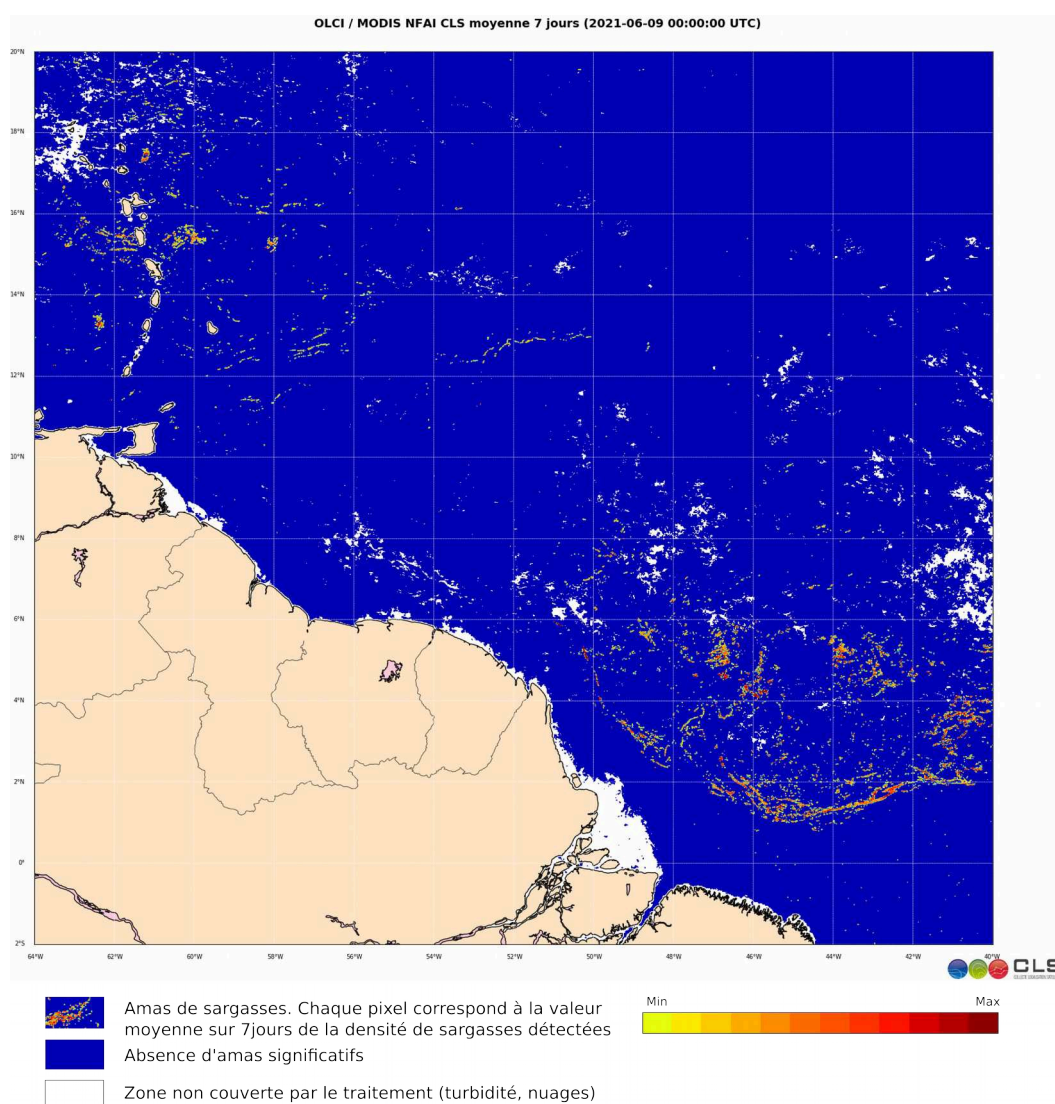 OLCI / MODIS NFAI CLS moyenne 7 jours (2021-06-09 00:00:00 UTC)
20°N
18°N
16°N
14°N
12°N
10°N
8°N
6°N
4°N
2°N
0°
2°S
64°W 62°W 60°W 58°W 56°W 54°W 52°W 50°W 48°W 46°W 44°W 42°W 40°W
CLS
Amas de sargasses. Chaque pixel correspond à la valeur
moyenne sur 7jours de la densité de sargasses détectées
Min Max
Absence d'amas significatifs
Zone non couverte par le traitement (turbidité, nuages)